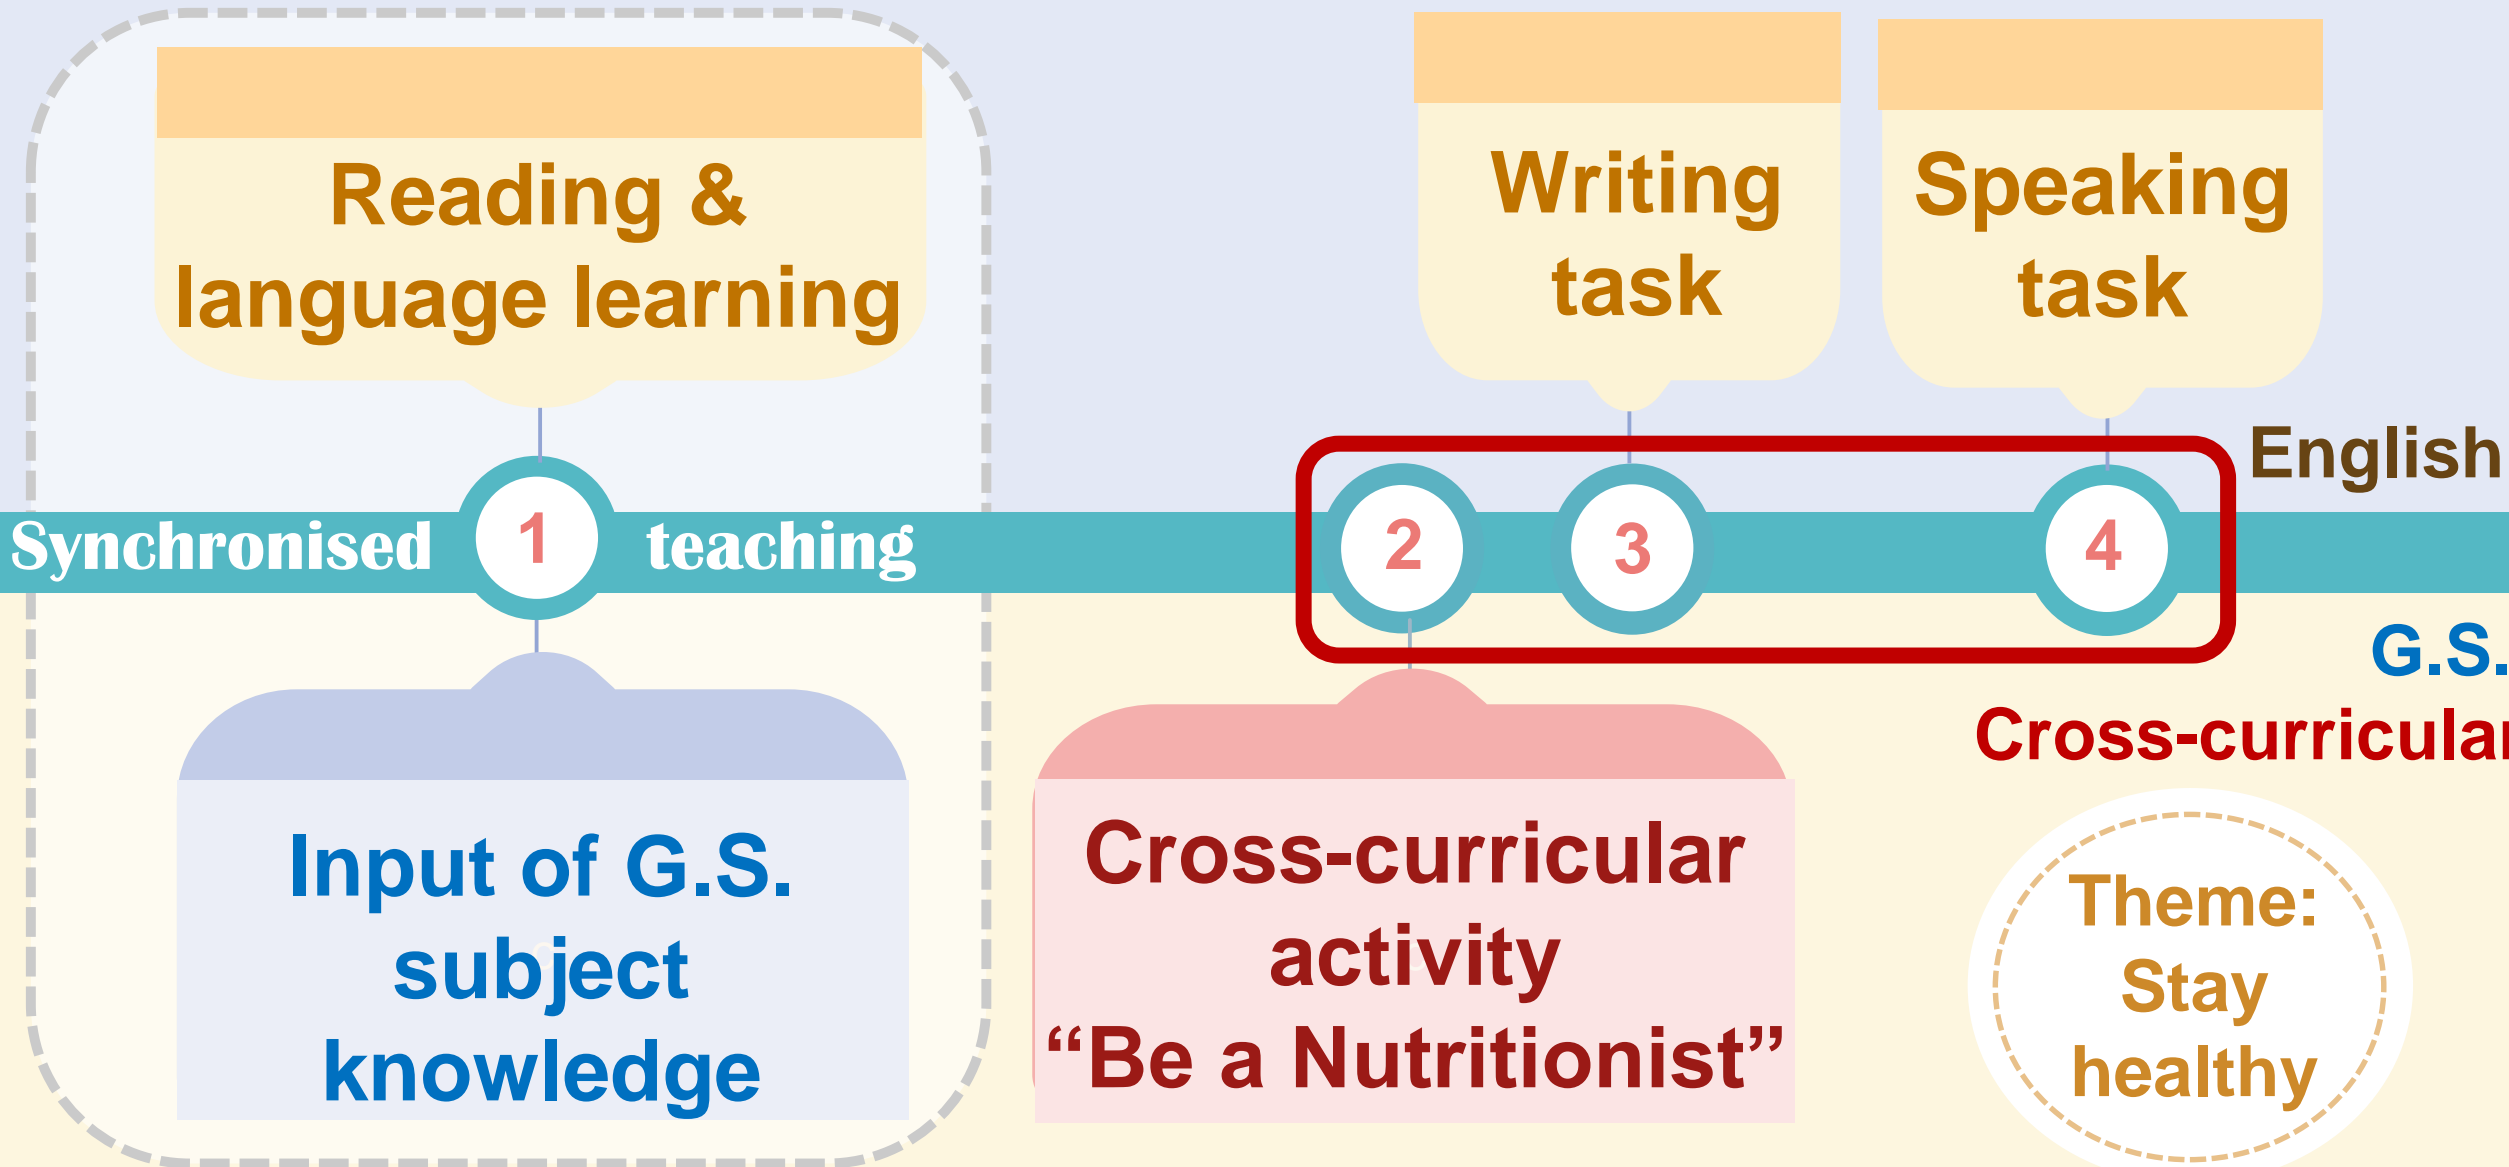 Reading &
language learning
Writing
task
Speaking
task
English
Synchronised 1 teaching 2 3 4
G.S.
Cross-curricular
Input of G.S.
subject
knowledge
Cross-curricular
activity
“Be a Nutritionist”
Theme:
Stay
healthy